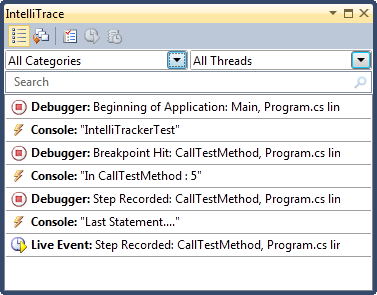 IntelliTrace
All Categories All Threads
Search
Debugger: Beginning of Application: Main, Program.cs lin
Console: "IntelliTrackerTest"
Debugger: Breakpoint Hit: CallTestMethod, Program.cs lin
Console: "In CallTestMethod : 5"
Debugger: Step Recorded: CallTestMethod, Program.cs lin
Console: "Last Statement...."
Live Event: Step Recorded: CallTestMethod, Program.cs lir